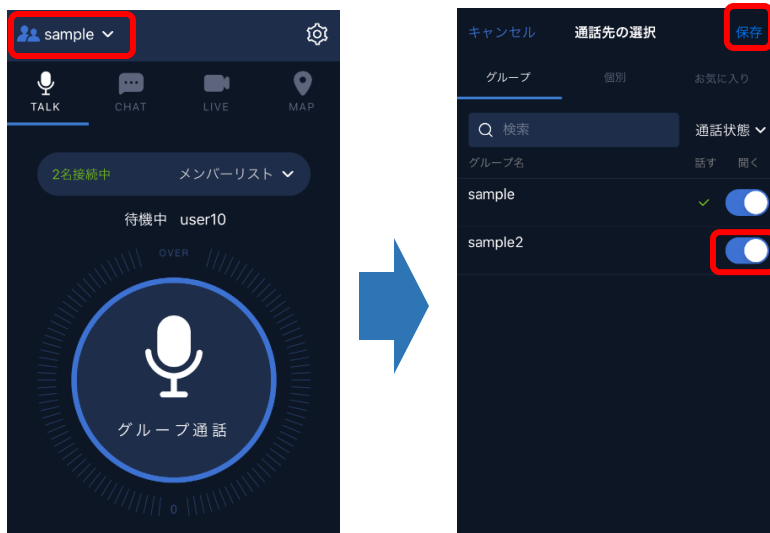 sample
TALK CHAT LIVE MAP
2名接続中 メンバーリスト
待機中 user10
OVER
グループ通話
0
キャンセル 通話先の選択 保存
グループ 個別 お気に入り
検索 通話状態
グループ名 話す 聞く
sample
sample2